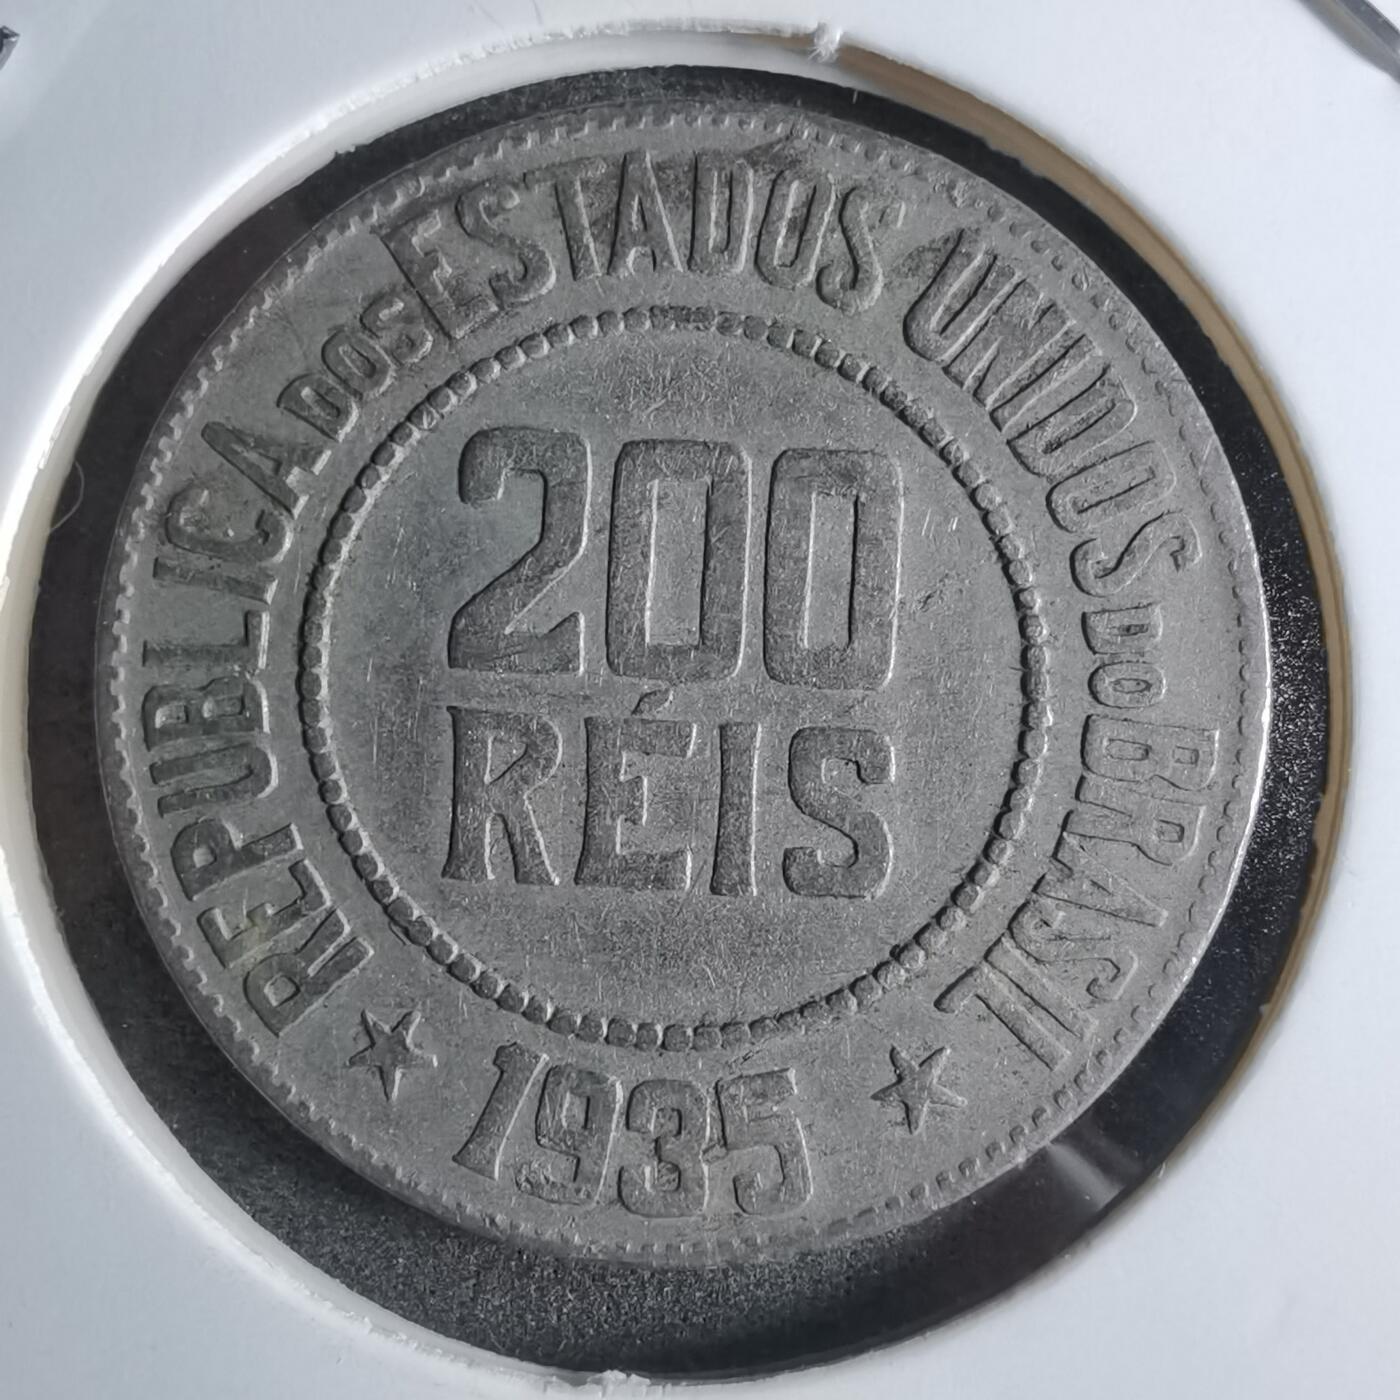 REPUBLICA DOS ESTADOS UNIDOS DO BRASIL
200
RÉIS
1935